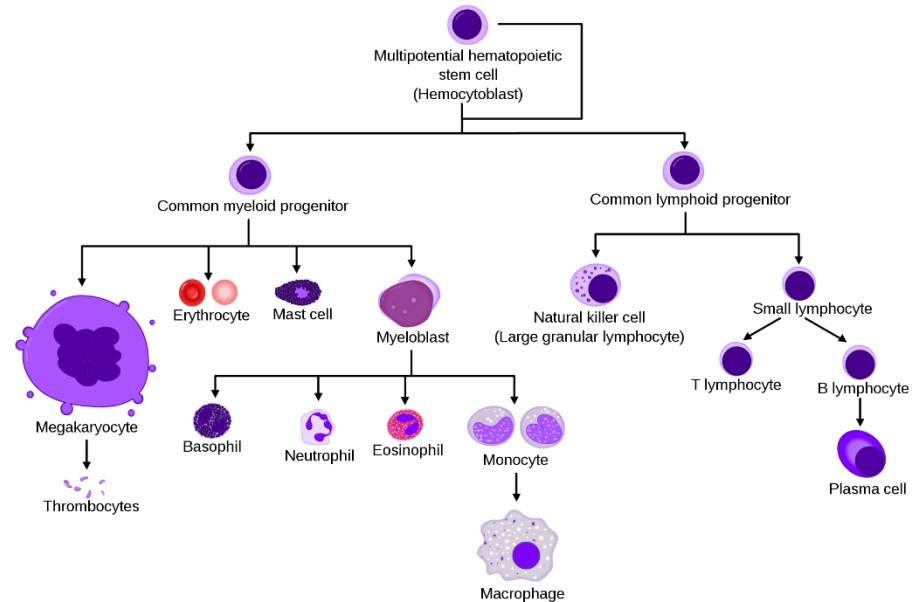 Multipotential hematopoietic
stem cell
(Hemocytoblast)
Common myeloid progenitor
Common lymphoid progenitor
Erythrocyte
Mast cell
Myeloblast
Natural killer cell
(Large granular lymphocyte)
Small lymphocyte
T lymphocyte
B lymphocyte
Megakaryocyte
Basophil
Neutrophil
Eosinophil
Monocyte
Plasma cell
Thrombocytes
Macrophage